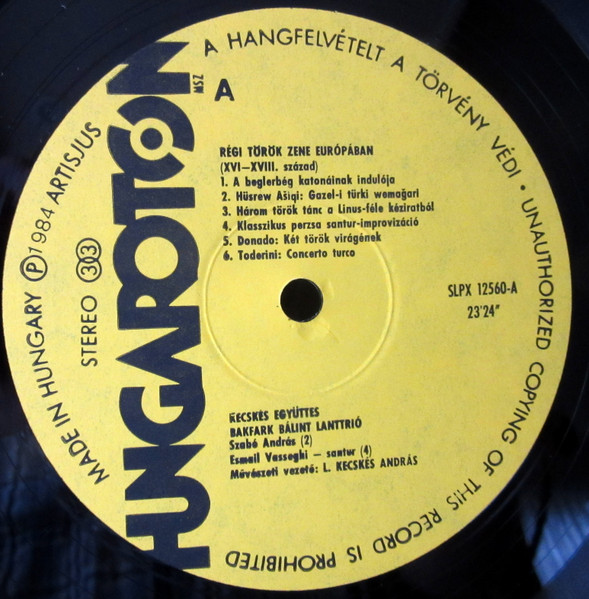 A HANGFELVÉTELT A TÖRVÉNY VÉDI • UNAUTHORIZED COPYING OF THIS RECORD IS PROHIBITED
MADE IN HUNGARY Ⓟ 1984 ARTISJUS
STEREO 33
HUNGAROTON
MSZ
A
RÉGI TÖRÖK ZENE EURÓPÁBAN
(XVI–XVIII. század)
1. A beglerbég katonáinak indulója
2. Hüsrew Ašiqi: Gazel-i türki wemağari
3. Három török tánc a Linus-féle kéziratból
4. Klasszikus perzsa santur-improvizáció
5. Donado: Két török virágének
6. Toderini: Concerto turco
SLPX 12560-A
23'24"
KECSKÉS EGYÜTTES
BAKFARK BÁLINT LANTTRIÓ
Szabó András (2)
Esmail Vasseghi – santur (4)
Művészeti vezető: L. KECSKÉS ANDRÁS